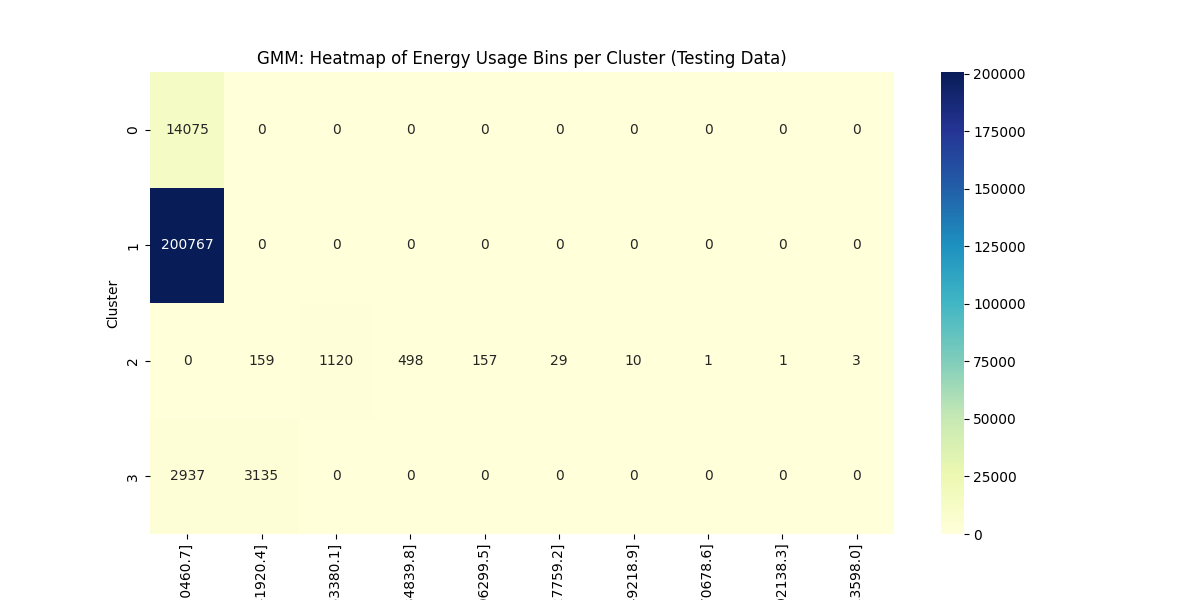 GMM: Heatmap of Energy Usage Bins per Cluster (Testing Data)
0 14075 0 0 0 0 0 0 0 0 0
1 200767 0 0 0 0 0 0 0 0 0
2 0 159 1120 498 157 29 10 1 1 3
3 2937 3135 0 0 0 0 0 0 0 0
Cluster
0460.7] 1920.4] 3380.1] 4839.8] 6299.5] 7759.2] 9218.9] 0678.6] 2138.3] 3598.0]
200000
175000
150000
125000
100000
75000
50000
25000
0